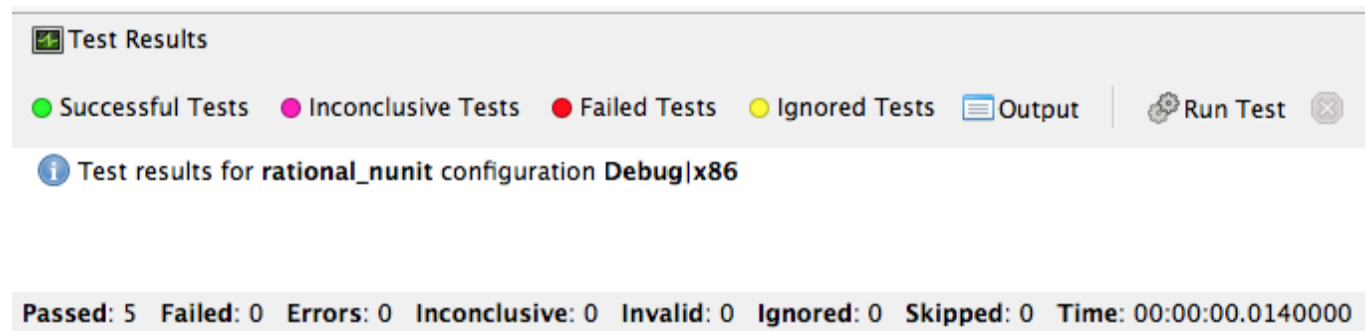 Test Results
Successful Tests Inconclusive Tests Failed Tests Ignored Tests Output Run Test
Test results for rational_nunit configuration Debug|x86
Passed: 5 Failed: 0 Errors: 0 Inconclusive: 0 Invalid: 0 Ignored: 0 Skipped: 0 Time: 00:00:00.0140000